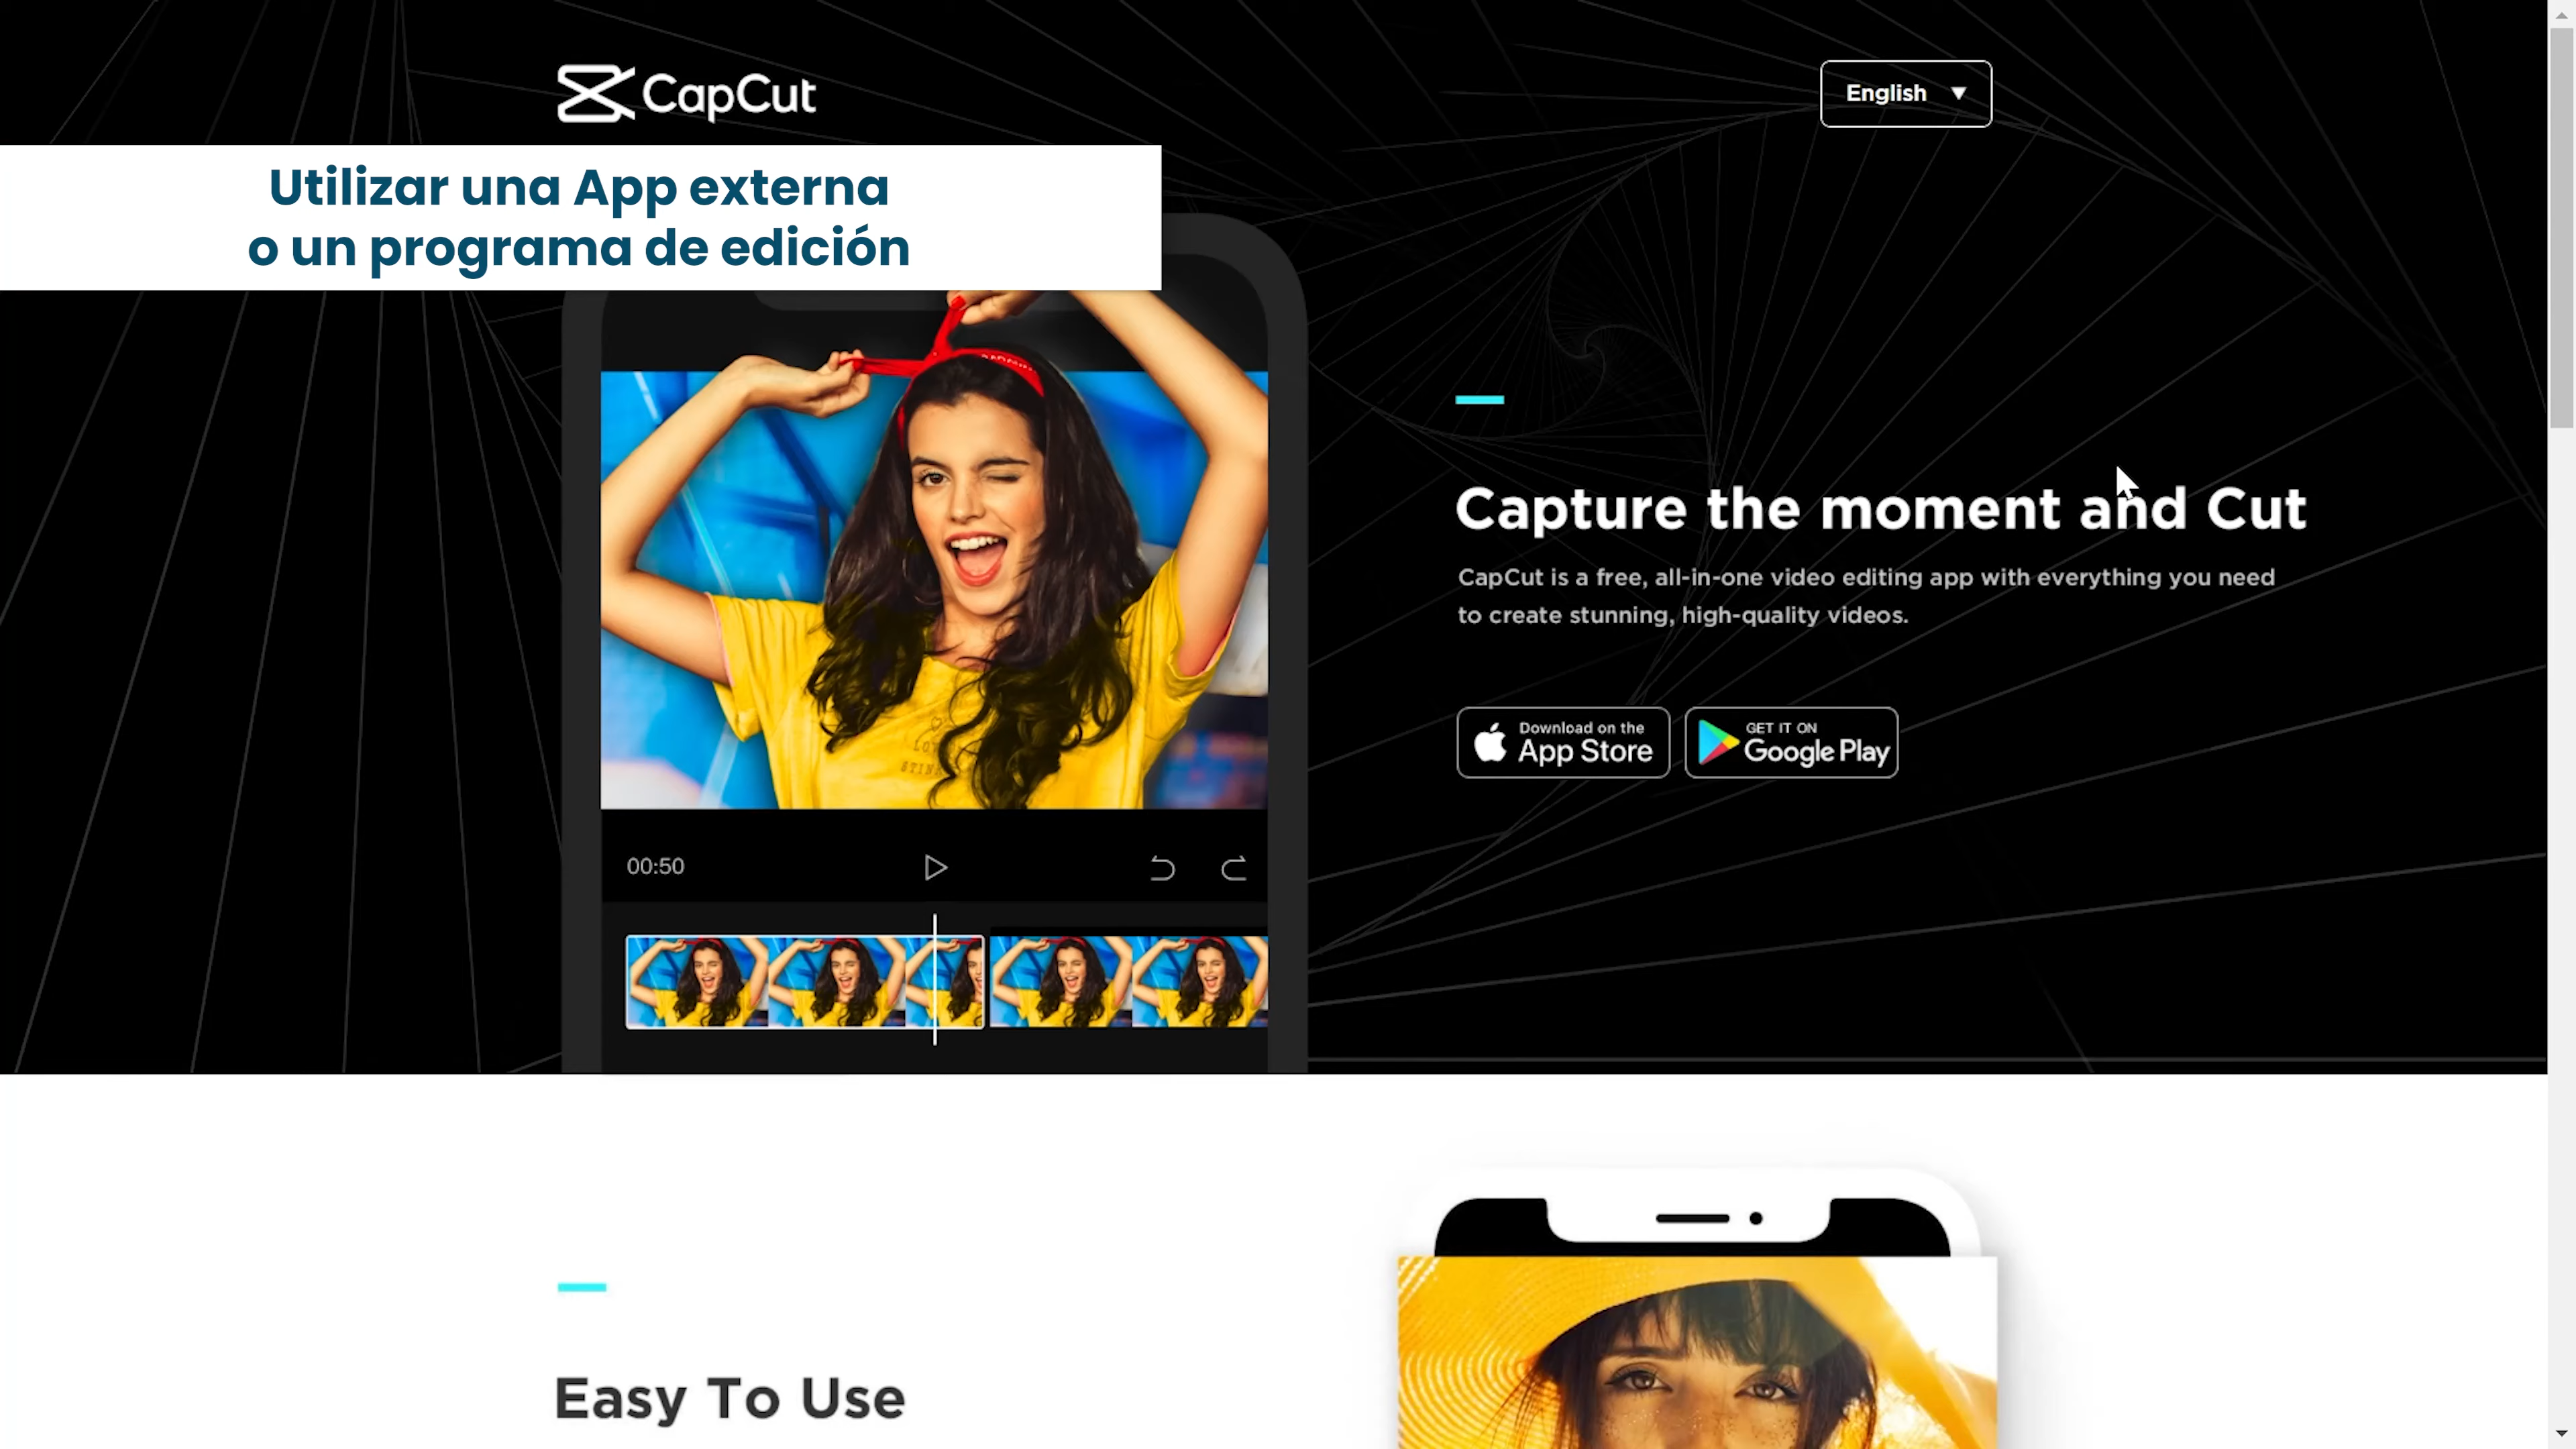 CapCut
English
Utilizar una App externa
o un programa de edición
Capture the moment and Cut
CapCut is a free, all-in-one video editing app with everything you need
to create stunning, high-quality videos.
Download on the
App Store
GET IT ON
Google Play
00:50
Easy To Use